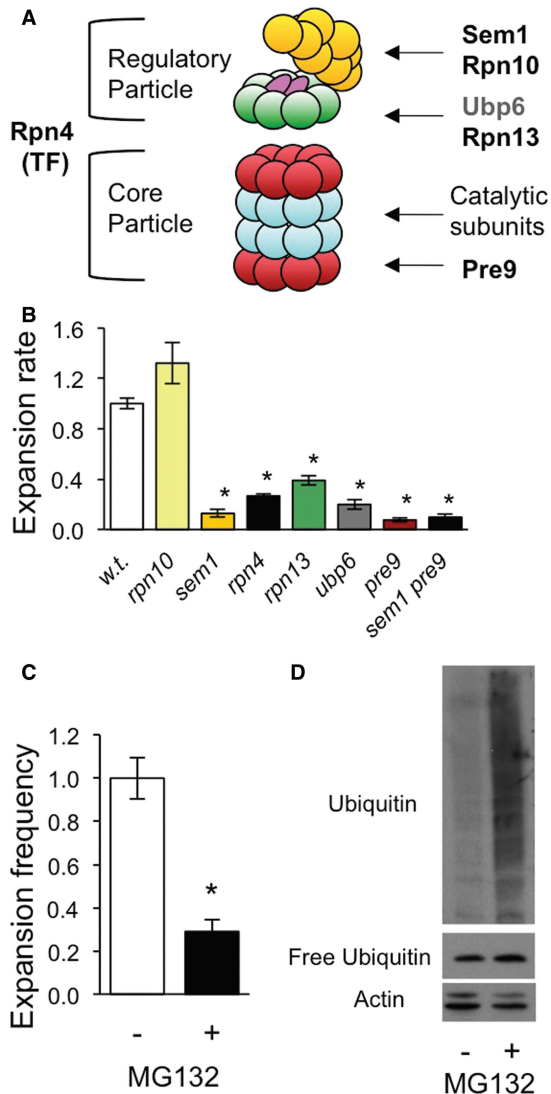 A
Regulatory
Particle
Rpn4
(TF)
Core
Particle
Sem1
Rpn10
Ubp6
Rpn13
Catalytic
subunits
Pre9
B
Expansion rate
1.6
1.2
0.8
0.4
0.0
* * * * * *
w.t. rpn10 sem1 rpn4 rpn13 ubp6 pre9 sem1 pre9
C
Expansion frequency
1.2
1.0
0.8
0.6
0.4
0.2
0.0
*
- +
MG132
D
Ubiquitin
Free Ubiquitin
Actin
- +
MG132